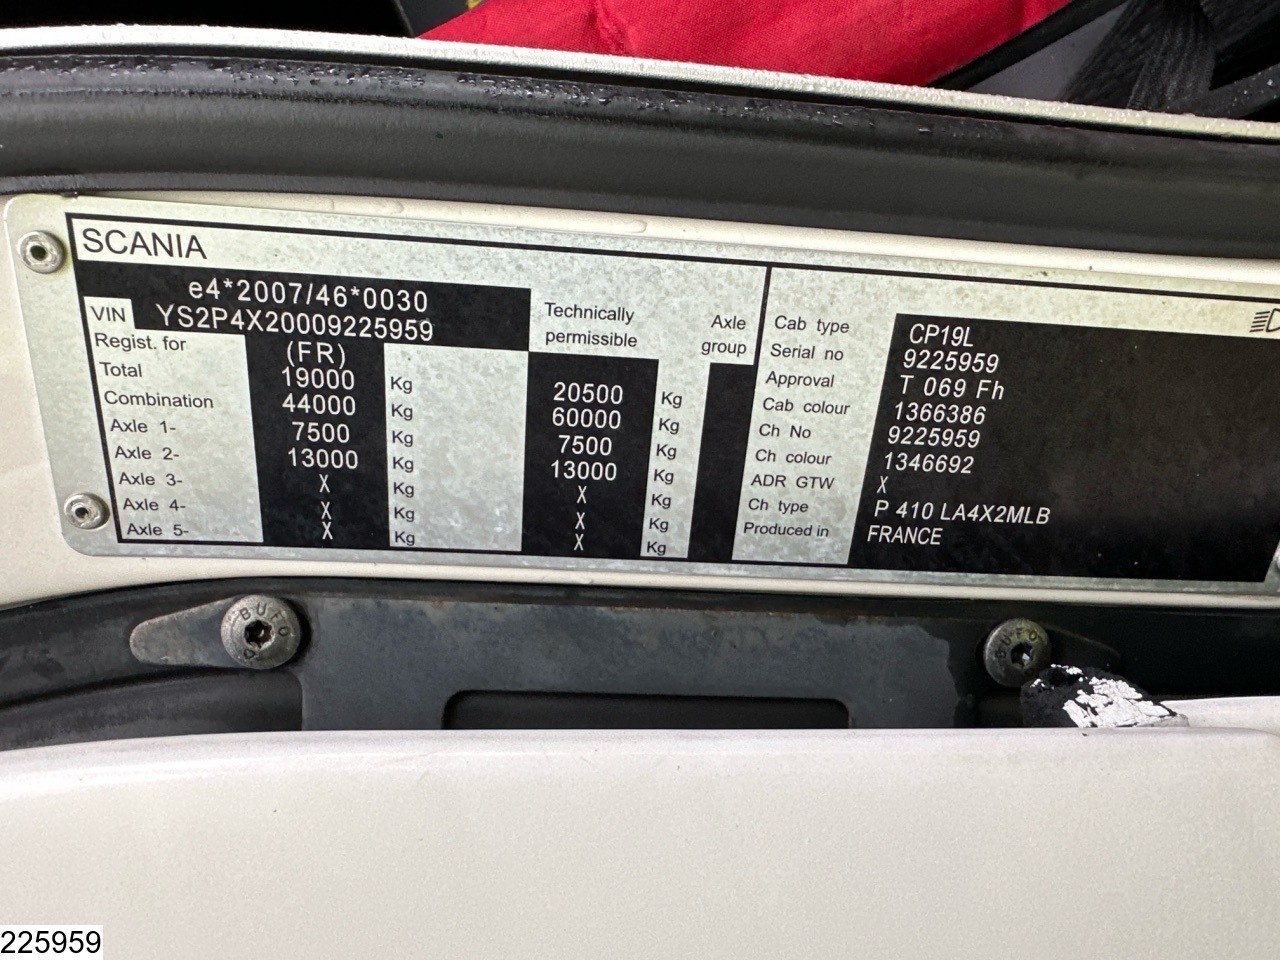 SCANIA
e4*2007/46*0030
VIN YS2P4X20009225959
Regist. for (FR)
Technically permissible
Axle group
Total 19000 Kg 20500 Kg
Combination 44000 Kg 60000 Kg
Axle 1- 7500 Kg 7500 Kg
Axle 2- 13000 Kg 13000 Kg
Axle 3- X Kg X Kg
Axle 4- X Kg X Kg
Axle 5- X Kg X Kg
Cab type CP19L
Serial no 9225959
Approval T 069 Fh
Cab colour 1366386
Ch No 9225959
Ch colour 1346692
ADR GTW X
Ch type P 410 LA4X2MLB
Produced in FRANCE
BUFO
BUFO
225959